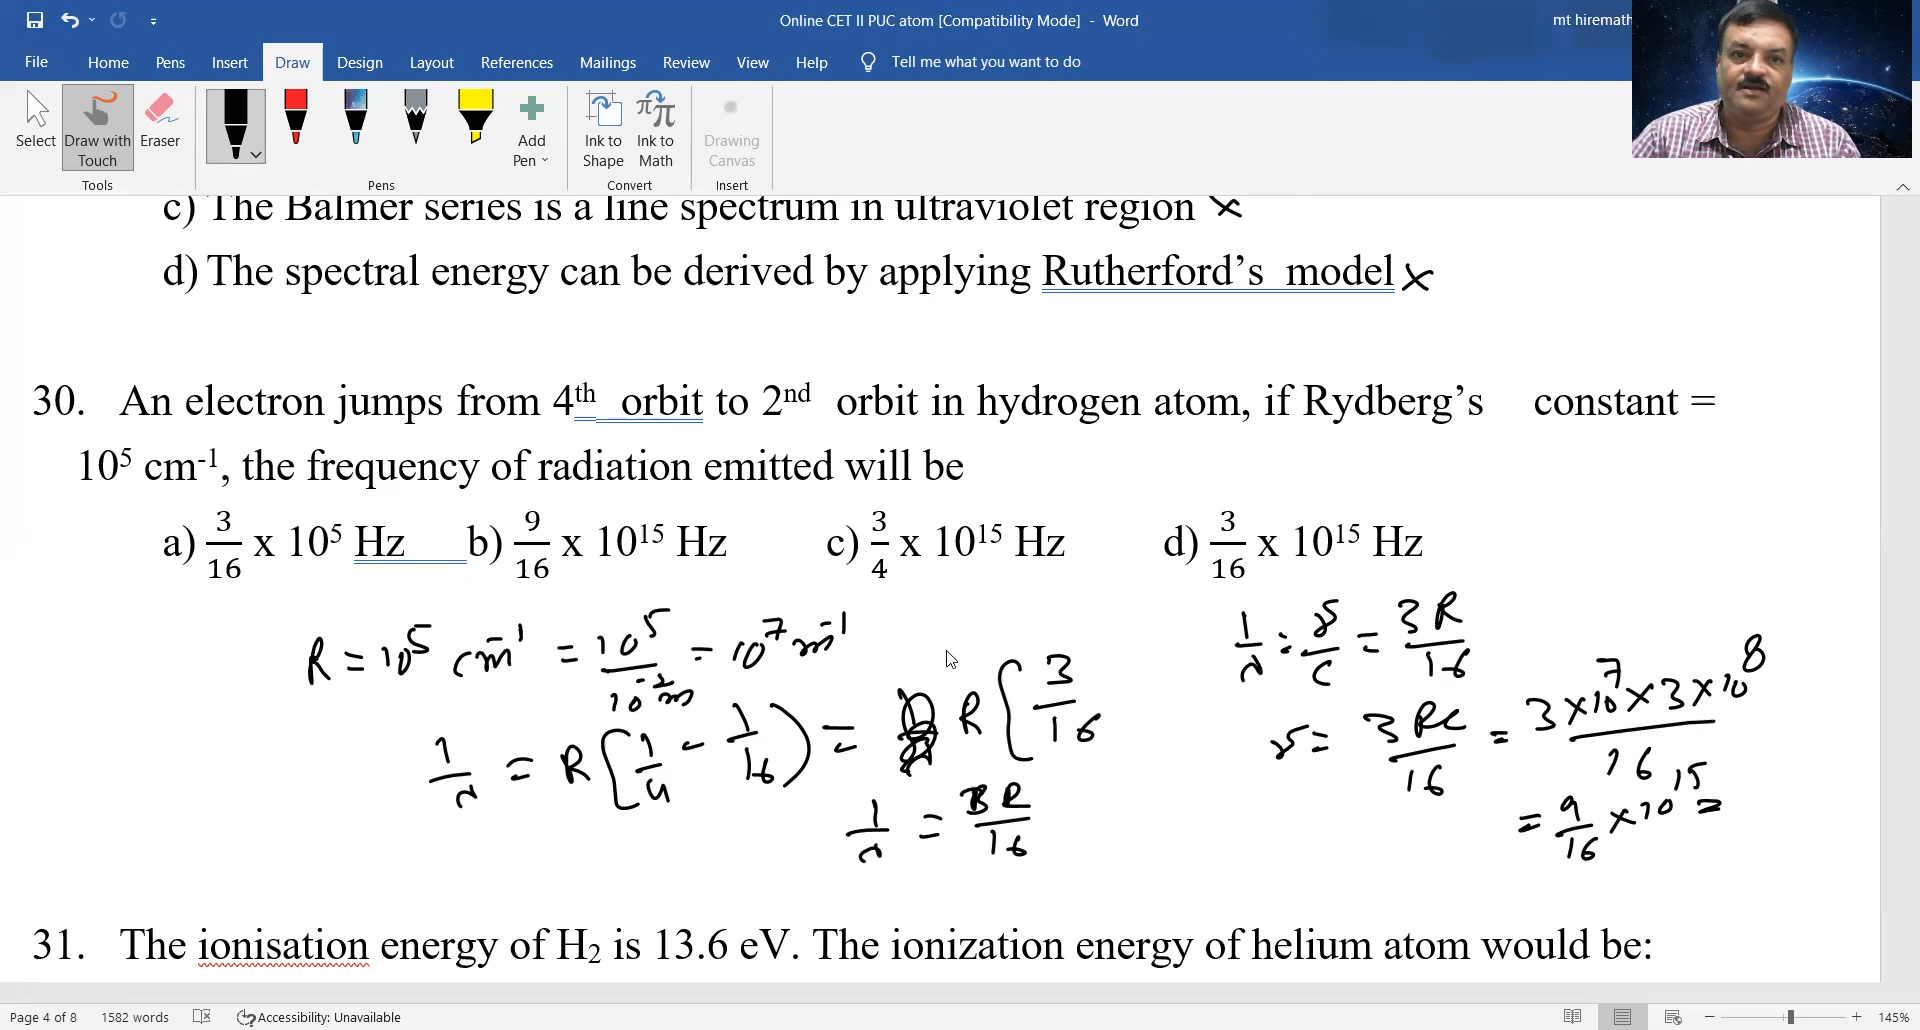 Online CET II PUC atom [Compatibility Mode] - Word
mt hiremath
File Home Pens Insert Draw Design Layout References Mailings Review View Help Tell me what you want to do
Select Draw with Touch Eraser Add Pen Ink to Shape Ink to Math Drawing Canvas
Tools Pens Convert Insert
c) The Balmer series is a line spectrum in ultraviolet region ×
d) The spectral energy can be derived by applying Rutherford’s model ×
30. An electron jumps from 4th orbit to 2nd orbit in hydrogen atom, if Rydberg’s constant =
10⁵ cm⁻¹, the frequency of radiation emitted will be
a) 3/16 x 10⁵ Hz b) 9/16 x 10¹⁵ Hz c) 3/4 x 10¹⁵ Hz d) 3/16 x 10¹⁵ Hz
R = 10⁵ cm⁻¹ = 10⁵/10⁻²m = 10⁷ m⁻¹
1/λ = R[1/4 - 1/16) = R[3/16
1/λ = 3R/16
1/λ = γ/C = 3R/16
γ = 3RC/16 = 3×10⁷×3×10⁸/16
= 9/16 × 10¹⁵ =
31. The ionisation energy of H₂ is 13.6 eV. The ionization energy of helium atom would be:
Page 4 of 8 1582 words Accessibility: Unavailable 145%